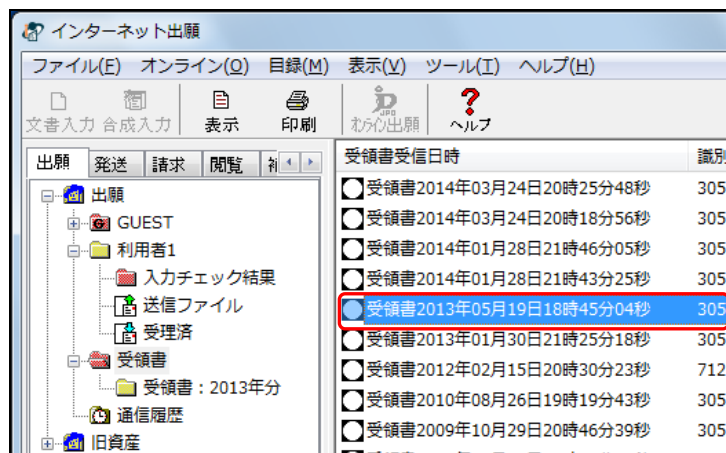 インターネット出願
ファイル(F) オンライン(O) 目録(M) 表示(V) ツール(T) ヘルプ(H)
文書入力 合成入力 表示 印刷 オンライン出願 ヘルプ
出願 発送 請求 閲覧
出願
GUEST
利用者1
入力チェック結果
送信ファイル
受理済
受領書
受領書：2013年分
通信履歴
旧資産
受領書受信日時 識別
受領書2014年03月24日20時25分48秒 305
受領書2014年03月24日20時18分56秒 305
受領書2014年01月28日21時46分05秒 305
受領書2014年01月28日21時43分25秒 305
受領書2013年05月19日18時45分04秒 305
受領書2013年01月30日21時25分18秒 305
受領書2012年02月15日20時30分23秒 712
受領書2010年08月26日19時19分43秒 305
受領書2009年10月29日20時46分39秒 305